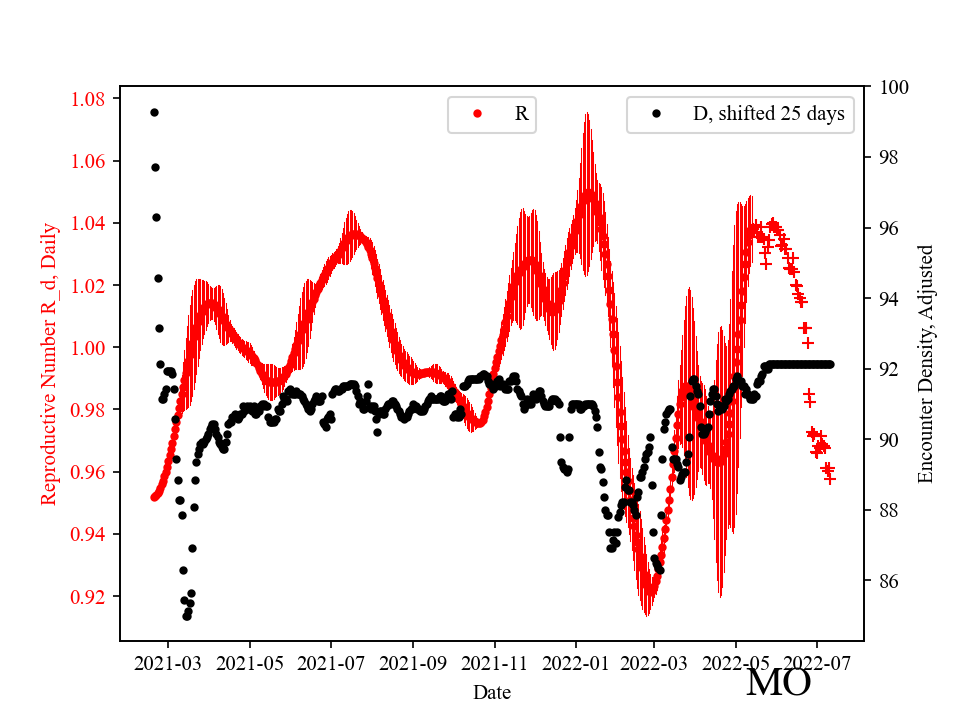 R
D, shifted 25 days
Reproductive Number R_d, Daily
1.08
1.06
1.04
1.02
1.00
0.98
0.96
0.94
0.92
100
98
96
94
92
90
88
86
Encounter Density, Adjusted
2021-03 2021-05 2021-07 2021-09 2021-11 2022-01 2022-03 2022-05 2022-07
Date
MO